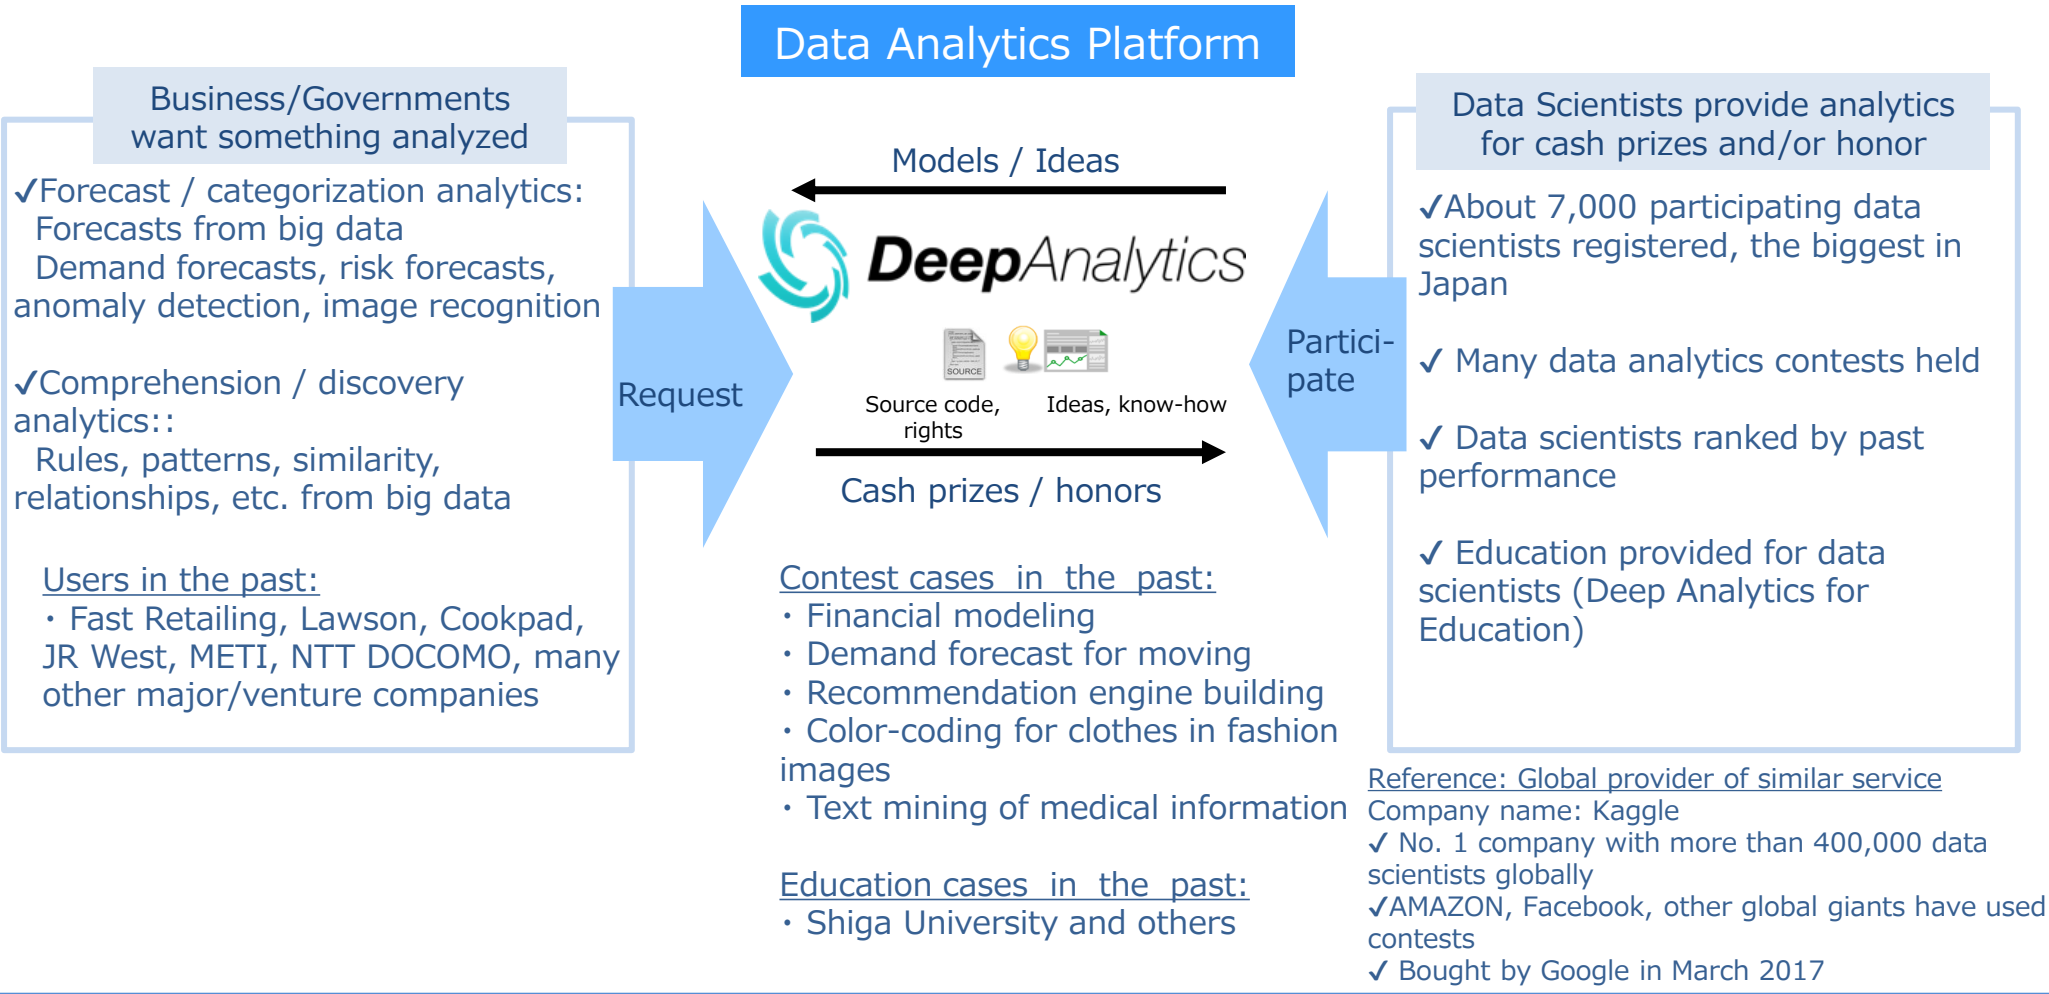 Data Analytics Platform
Business/Governments
want something analyzed
✓Forecast / categorization analytics:
Forecasts from big data
Demand forecasts, risk forecasts,
anomaly detection, image recognition
✓Comprehension / discovery
analytics::
Rules, patterns, similarity,
relationships, etc. from big data
Users in the past:
・Fast Retailing, Lawson, Cookpad,
JR West, METI, NTT DOCOMO, many
other major/venture companies
Request
Models / Ideas
DeepAnalytics
SOURCE
Source code,
rights
Ideas, know-how
Cash prizes / honors
Contest cases in the past:
・Financial modeling
・Demand forecast for moving
・Recommendation engine building
・Color-coding for clothes in fashion
images
・Text mining of medical information
Education cases in the past:
・Shiga University and others
Partici-
pate
Data Scientists provide analytics
for cash prizes and/or honor
✓About 7,000 participating data
scientists registered, the biggest in
Japan
✓ Many data analytics contests held
✓ Data scientists ranked by past
performance
✓ Education provided for data
scientists (Deep Analytics for
Education)
Reference: Global provider of similar service
Company name: Kaggle
✓ No. 1 company with more than 400,000 data
scientists globally
✓AMAZON, Facebook, other global giants have used
contests
✓ Bought by Google in March 2017